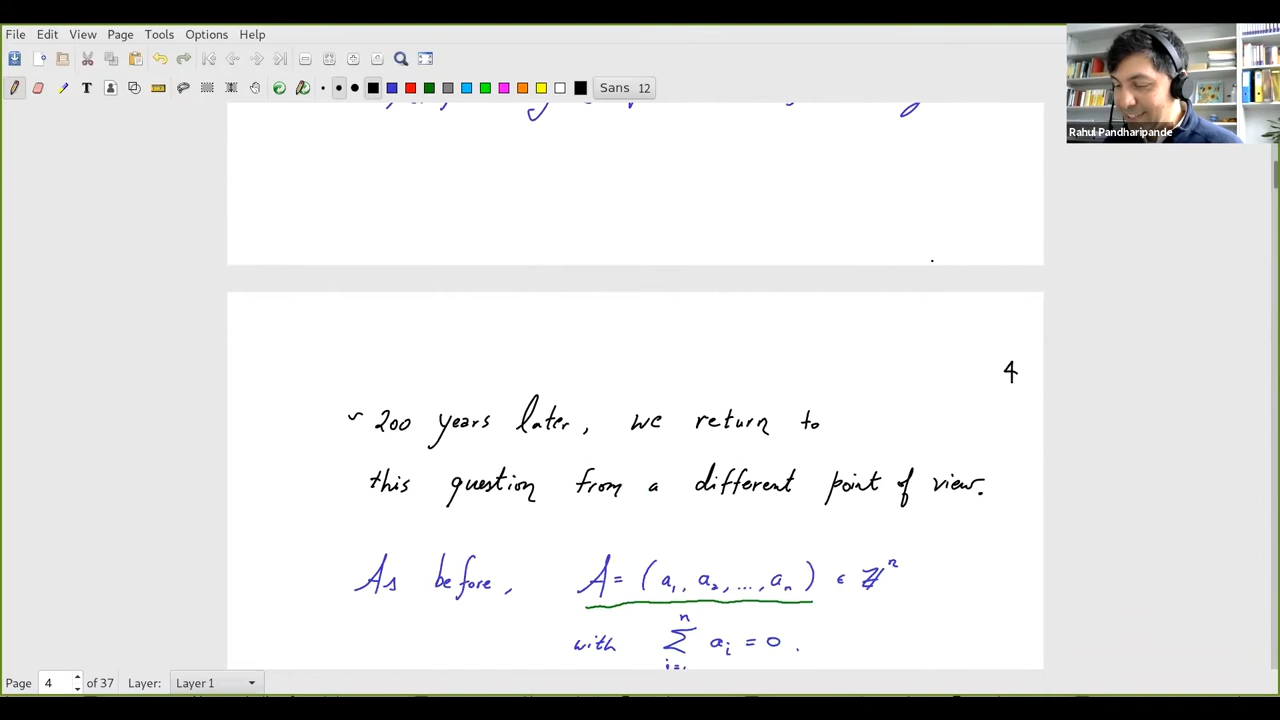 File Edit View Page Tools Options Help
Sans 12
Rahul Pandharipande
4
~ 200 years later, we return to
this question from a different point of view.
As before, A = (a₁, a₂, ..., aₙ) ∈ ℤⁿ
with ∑ⁿᵢ₌ aᵢ = 0.
Page 4 of 37 Layer: Layer 1